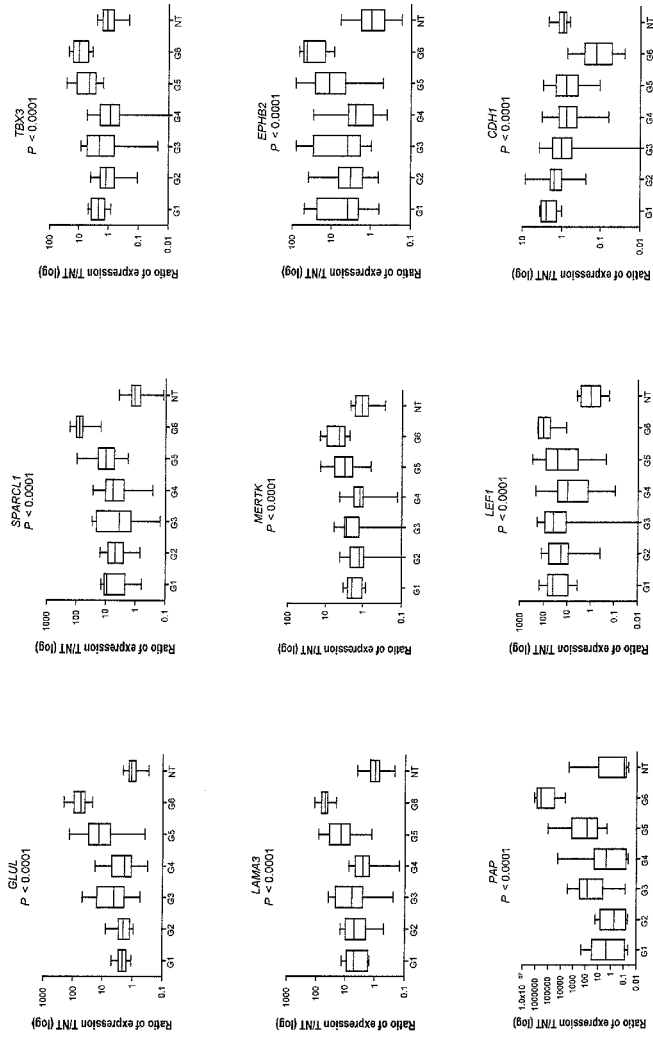 GLUL
P < 0.0001
Ratio of expression T/NT (log)
1000
100
10
1
0.1
G1 G2 G3 G4 G5 G6 NT
SPARCL1
P < 0.0001
Ratio of expression T/NT (log)
1000
100
10
1
0.1
G1 G2 G3 G4 G5 G6 NT
TBX3
P < 0.0001
Ratio of expression T/NT (log)
100
10
1
0.1
0.01
G1 G2 G3 G4 G5 G6 NT
LAMA3
P < 0.0001
Ratio of expression T/NT (log)
1000
100
10
1
0.1
G1 G2 G3 G4 G5 G6 NT
MERTK
P < 0.0001
Ratio of expression T/NT (log)
100
10
1
0.1
G1 G2 G3 G4 G5 G6 NT
EPHB2
P < 0.0001
Ratio of expression T/NT (log)
100
10
1
0.1
G1 G2 G3 G4 G5 G6 NT
PAP
P < 0.0001
Ratio of expression T/NT (log)
1.0x10 07
1000000
100000
10000
1000
100
10
1
0.1
0.01
G1 G2 G3 G4 G5 G6 NT
LEF1
P < 0.0001
Ratio of expression T/NT (log)
1000
100
10
1
0.1
0.01
G1 G2 G3 G4 G5 G6 NT
CDH1
P < 0.0001
Ratio of expression T/NT (log)
10
1
0.1
0.01
G1 G2 G3 G4 G5 G6 NT